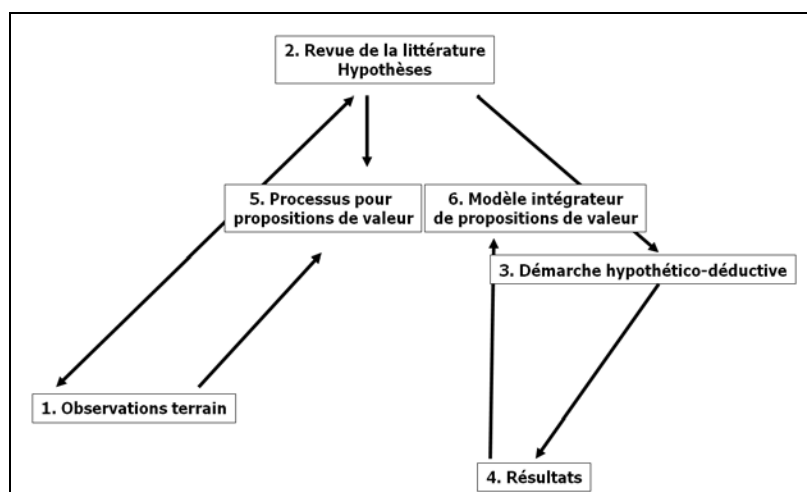 2. Revue de la littérature
Hypothèses
5. Processus pour
propositions de valeur
6. Modèle intégrateur
de propositions de valeur
3. Démarche hypothético-déductive
1. Observations terrain
4. Résultats